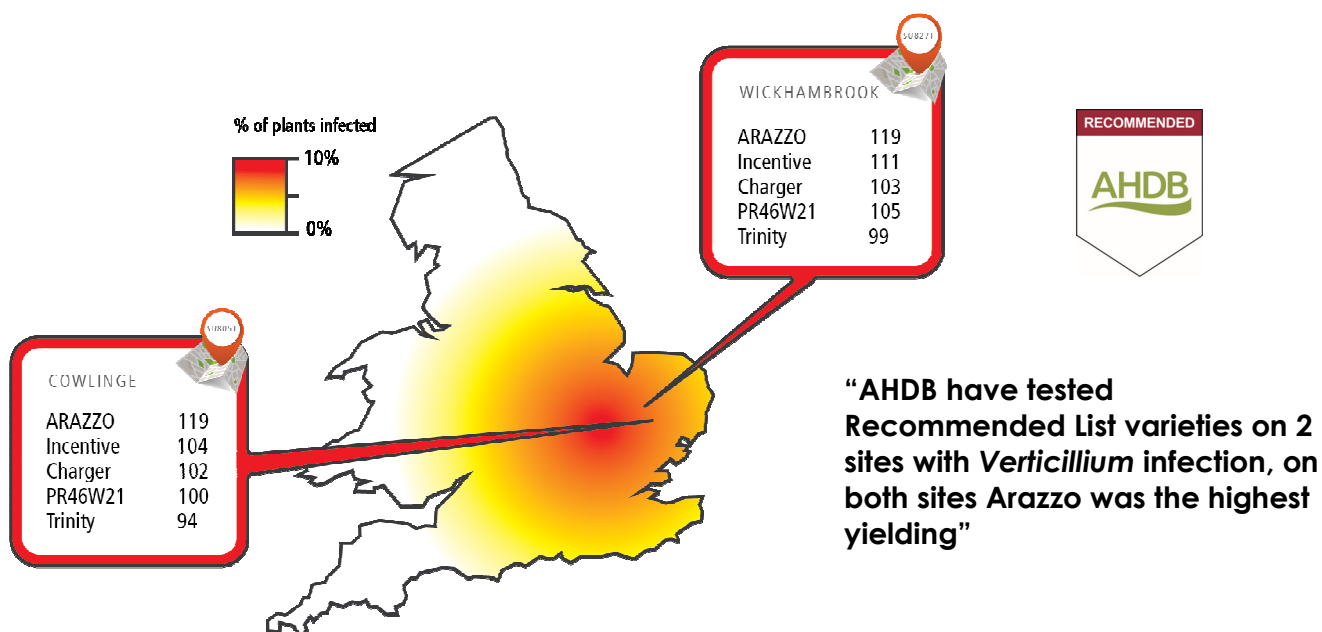 SU8271
WICKHAMBROOK
ARAZZO 119
Incentive 111
Charger 103
PR46W21 105
Trinity 99
RECOMMENDED
AHDB
% of plants infected
10%
0%
SU8051
COWLINGE
ARAZZO 119
Incentive 104
Charger 102
PR46W21 100
Trinity 94
“AHDB have tested
Recommended List varieties on 2
sites with Verticillium infection, on
both sites Arazzo was the highest
yielding”